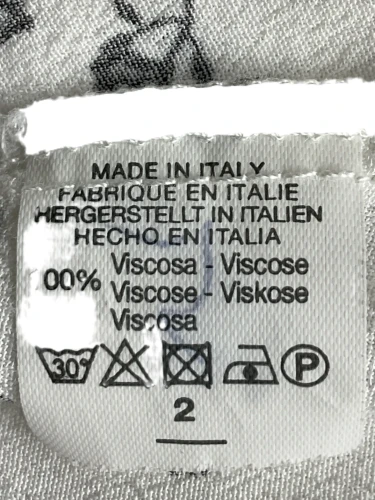 MADE IN ITALY
FABRIQUE EN ITALIE
HERGERSTELLT IN ITALIEN
HECHO EN ITALIA
Viscosa - Viscose
00% Viscose - Viskose
Viscosa
30° P
2